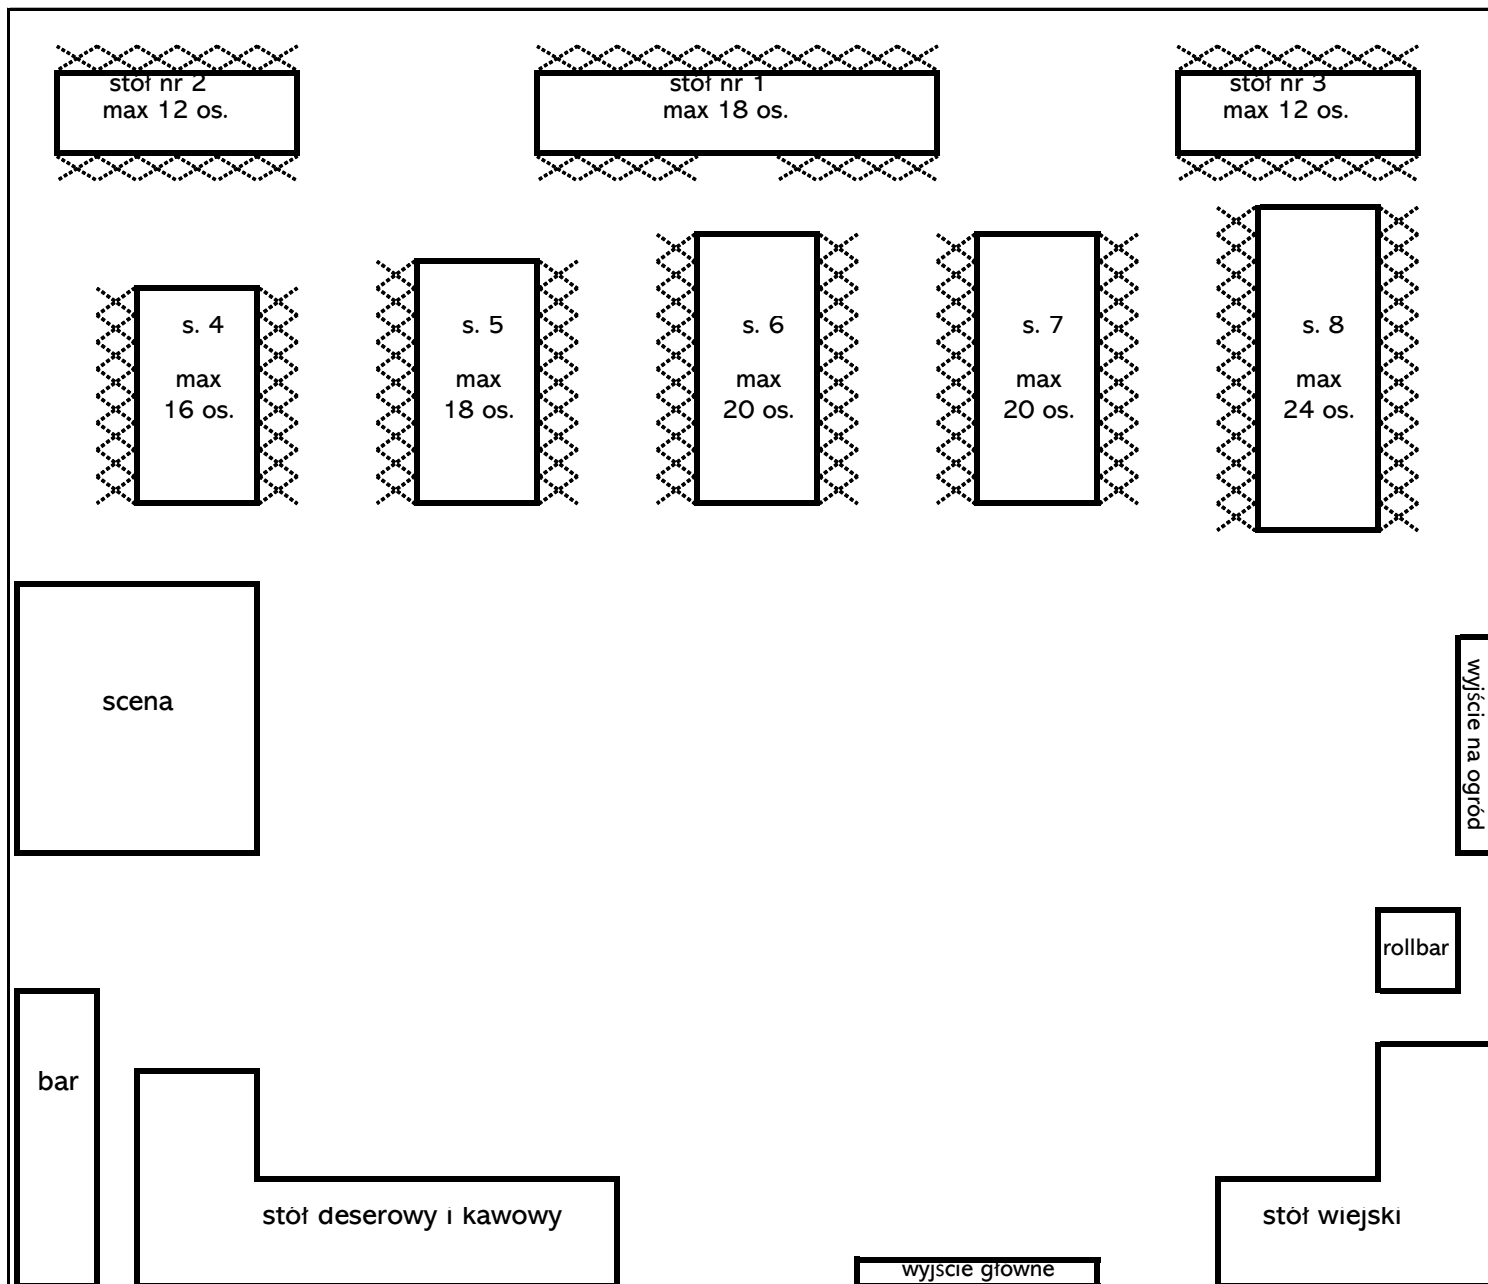 stół nr 2
max 12 os.
stół nr 1
max 18 os.
stół nr 3
max 12 os.
s. 4
max
16 os.
s. 5
max
18 os.
s. 6
max
20 os.
s. 7
max
20 os.
s. 8
max
24 os.
scena
wyjście na ogród
rollbar
bar
stół deserowy i kawowy
stół wiejski
wyjście główne